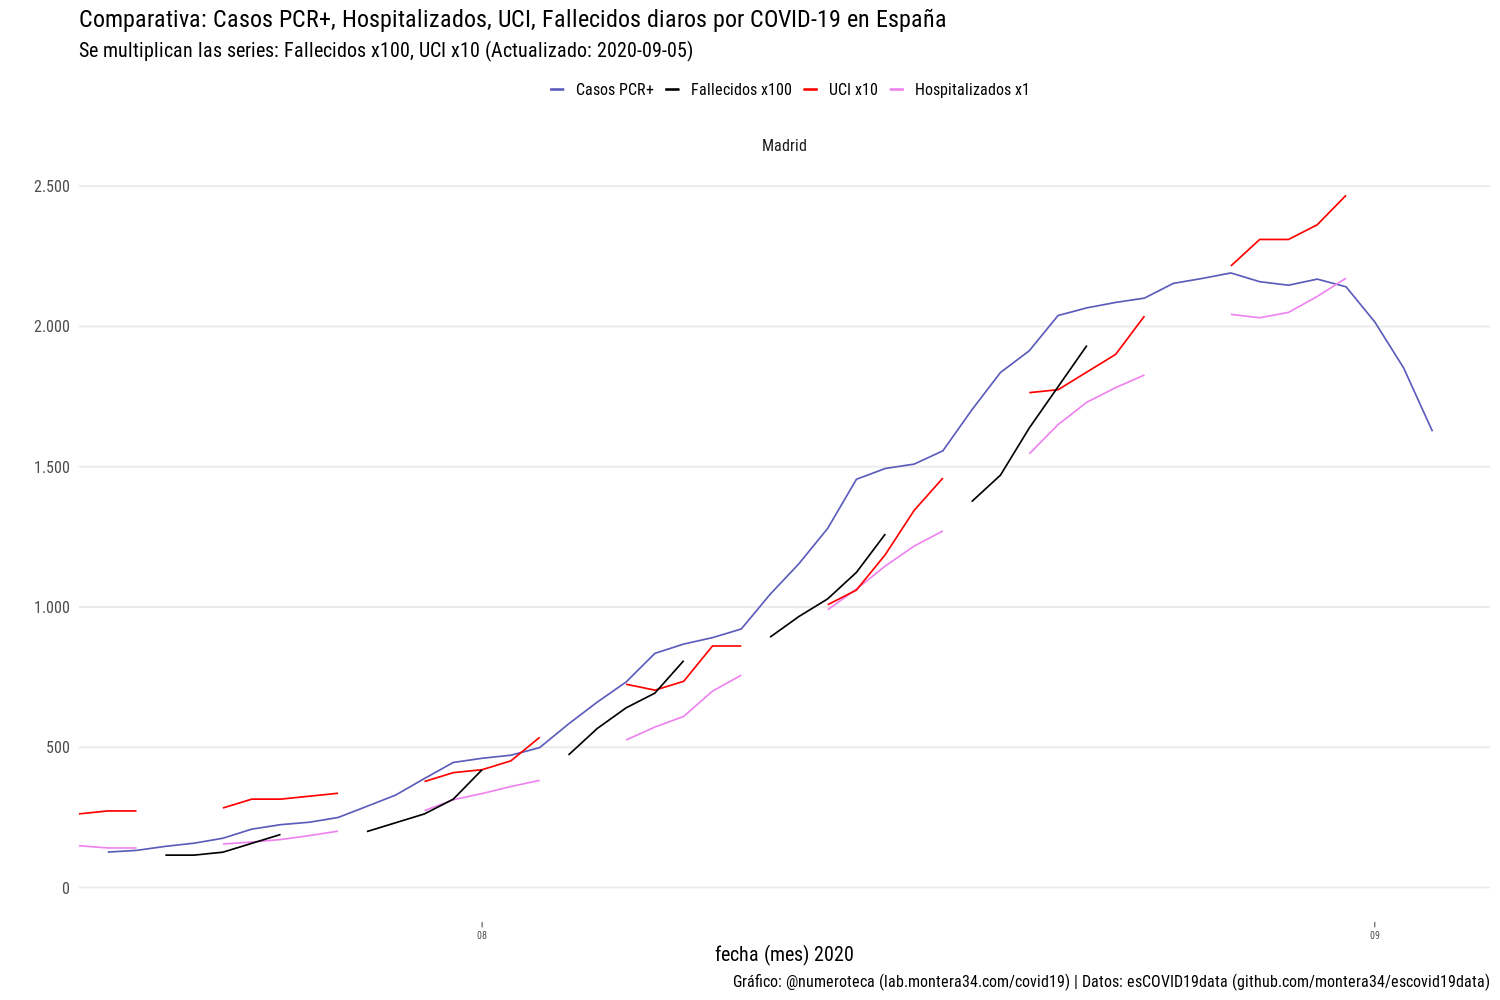 Comparativa: Casos PCR+, Hospitalizados, UCI, Fallecidos diaros por COVID-19 en España
Se multiplican las series: Fallecidos x100, UCI x10 (Actualizado: 2020-09-05)
Casos PCR+ Fallecidos x100 UCI x10 Hospitalizados x1
Madrid
2.500
2.000
1.500
1.000
500
0
08 09
fecha (mes) 2020
Gráfico: @numeroteca (lab.montera34.com/covid19) | Datos: esCOVID19data (github.com/montera34/escovid19data)